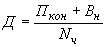 Д = (П_кон + В_н) / N_ч